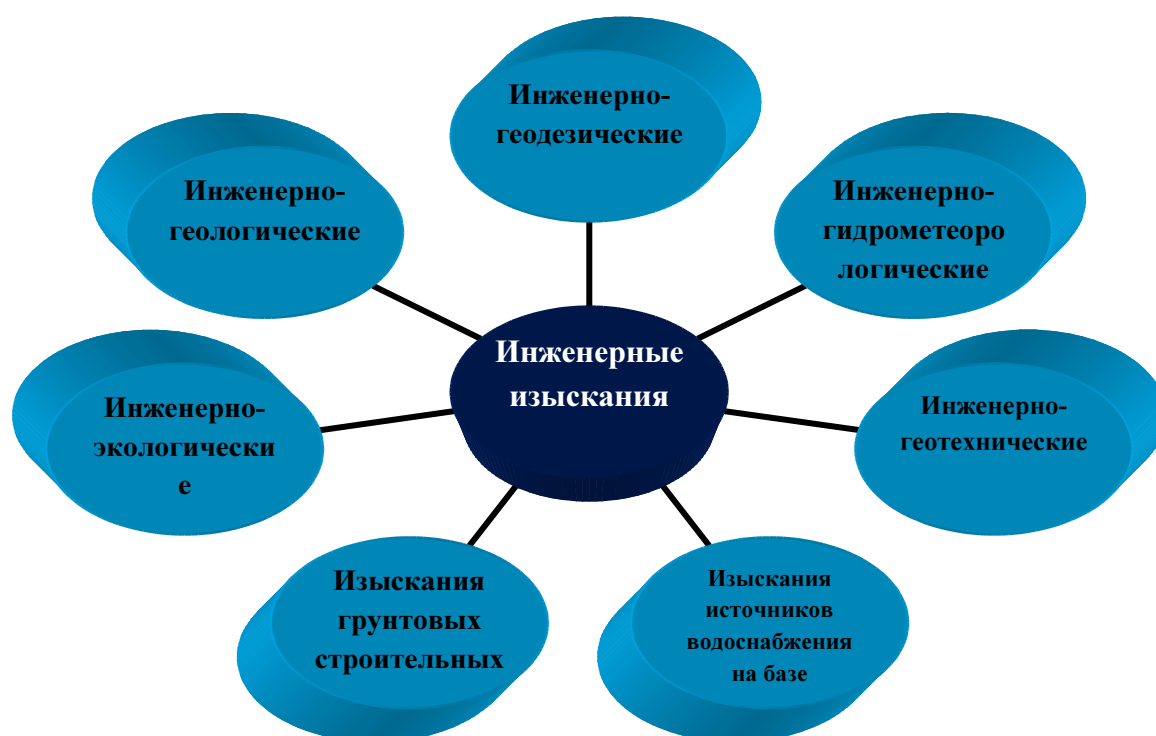 Инженерно-
геодезические
Инженерно-
геологические
Инженерно-
гидрометеоро
логические
Инженерные
изыскания
Инженерно-
экологически
е
Инженерно-
геотехнические
Изыскания
грунтовых
строительных
Изыскания
источников
водоснабжения
на базе